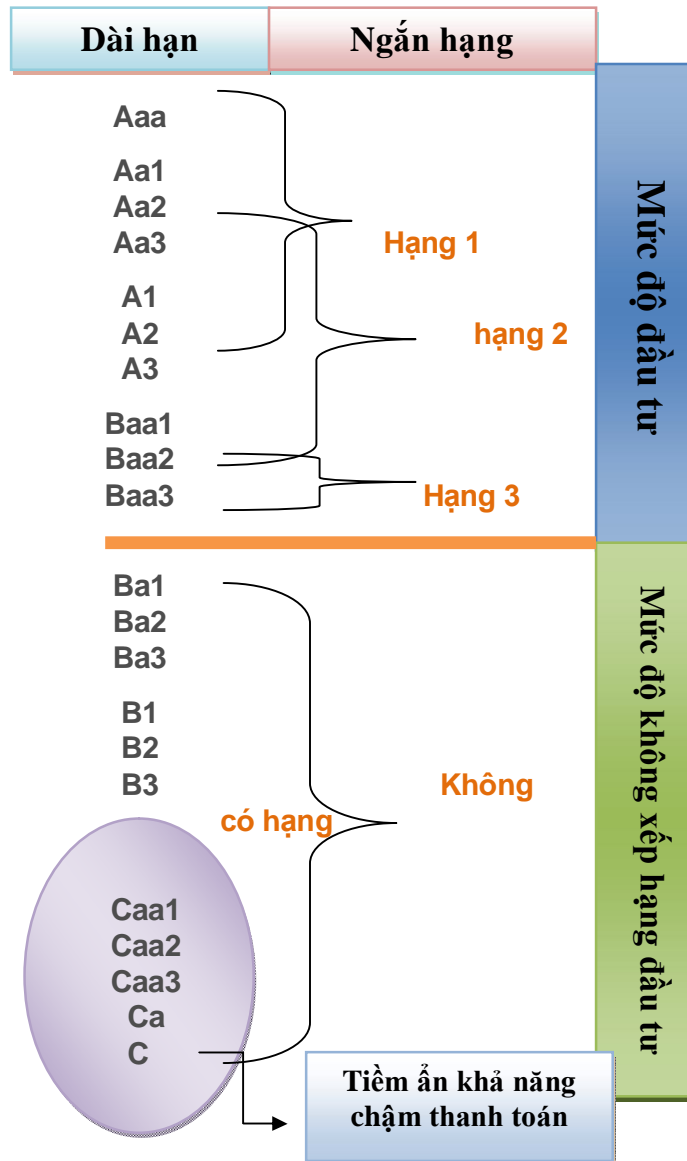 Dài hạn
Ngắn hạng
Aaa
Aa1
Aa2
Aa3
Hạng 1
A1
A2
A3
hạng 2
Baa1
Baa2
Baa3
Hạng 3
Mức độ đầu tư
Ba1
Ba2
Ba3
B1
B2
B3
Không
có hạng
Caa1
Caa2
Caa3
Ca
C
Mức độ không xếp hạng đầu tư
Tiềm ẩn khả năng
chậm thanh toán